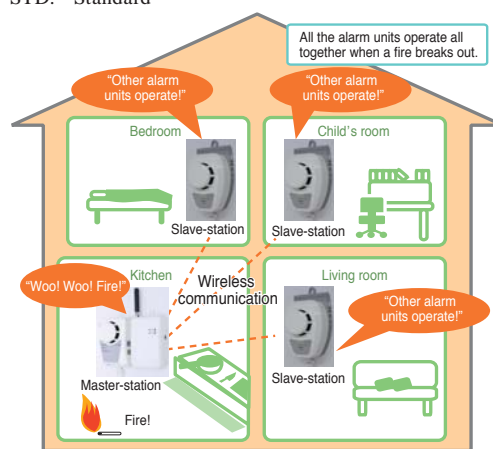 STD: Standard
All the alarm units operate all
together when a fire breaks out.
“Other alarm
units operate!”
“Other alarm
units operate!”
Bedroom
Child's room
Slave-station
Slave-station
Kitchen
Living room
“Woo! Woo! Fire!”
Wireless
communication
“Other alarm
units operate!”
Master-station
Slave-station
Fire!